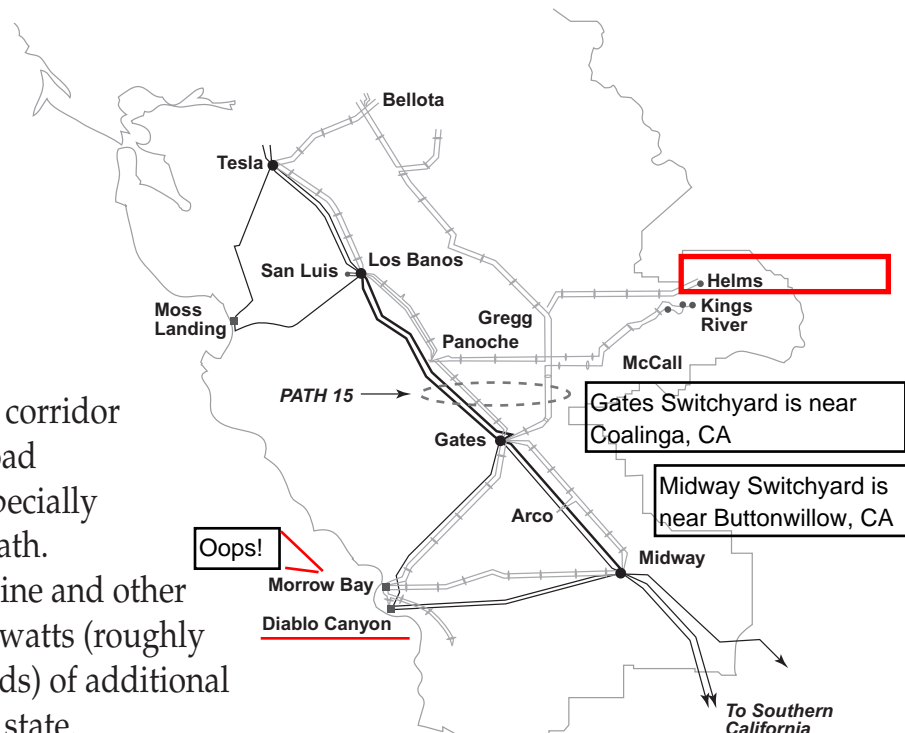 Bellota
Tesla
San Luis
Los Banos
Helms
Moss
Landing
Gregg
Kings
River
Panoche
McCall
PATH 15
corridor
Gates Switchyard is near
Coalinga, CA
Gates
Midway Switchyard is
near Buttonwillow, CA
Arco
Oops!
Midway
Morrow Bay
Diablo Canyon
oad
pecially
ath.
ine and other
watts (roughly
ds) of additional
state
To Southern
California